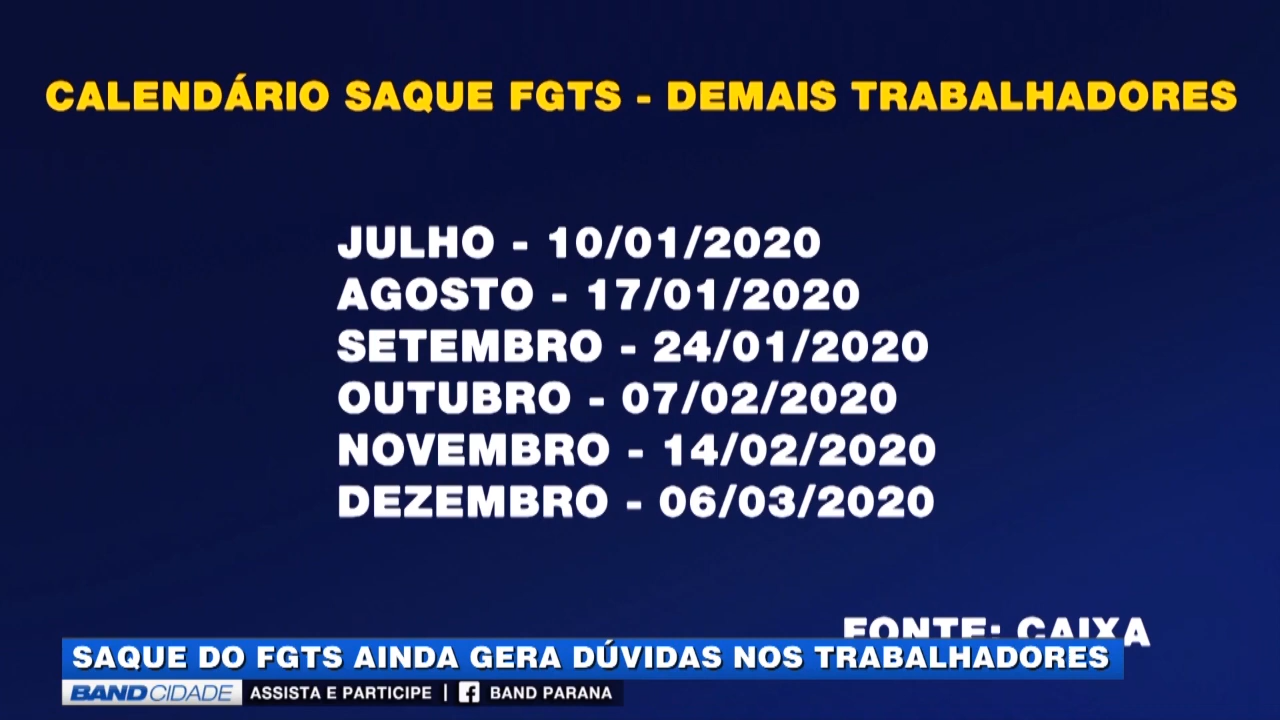 CALENDÁRIO SAQUE FGTS - DEMAIS TRABALHADORES
JULHO - 10/01/2020
AGOSTO - 17/01/2020
SETEMBRO - 24/01/2020
OUTUBRO - 07/02/2020
NOVEMBRO - 14/02/2020
DEZEMBRO - 06/03/2020
FONTE: CAIXA
SAQUE DO FGTS AINDA GERA DÚVIDAS NOS TRABALHADORES
BAND CIDADE ASSISTA E PARTICIPE | f BAND PARANA